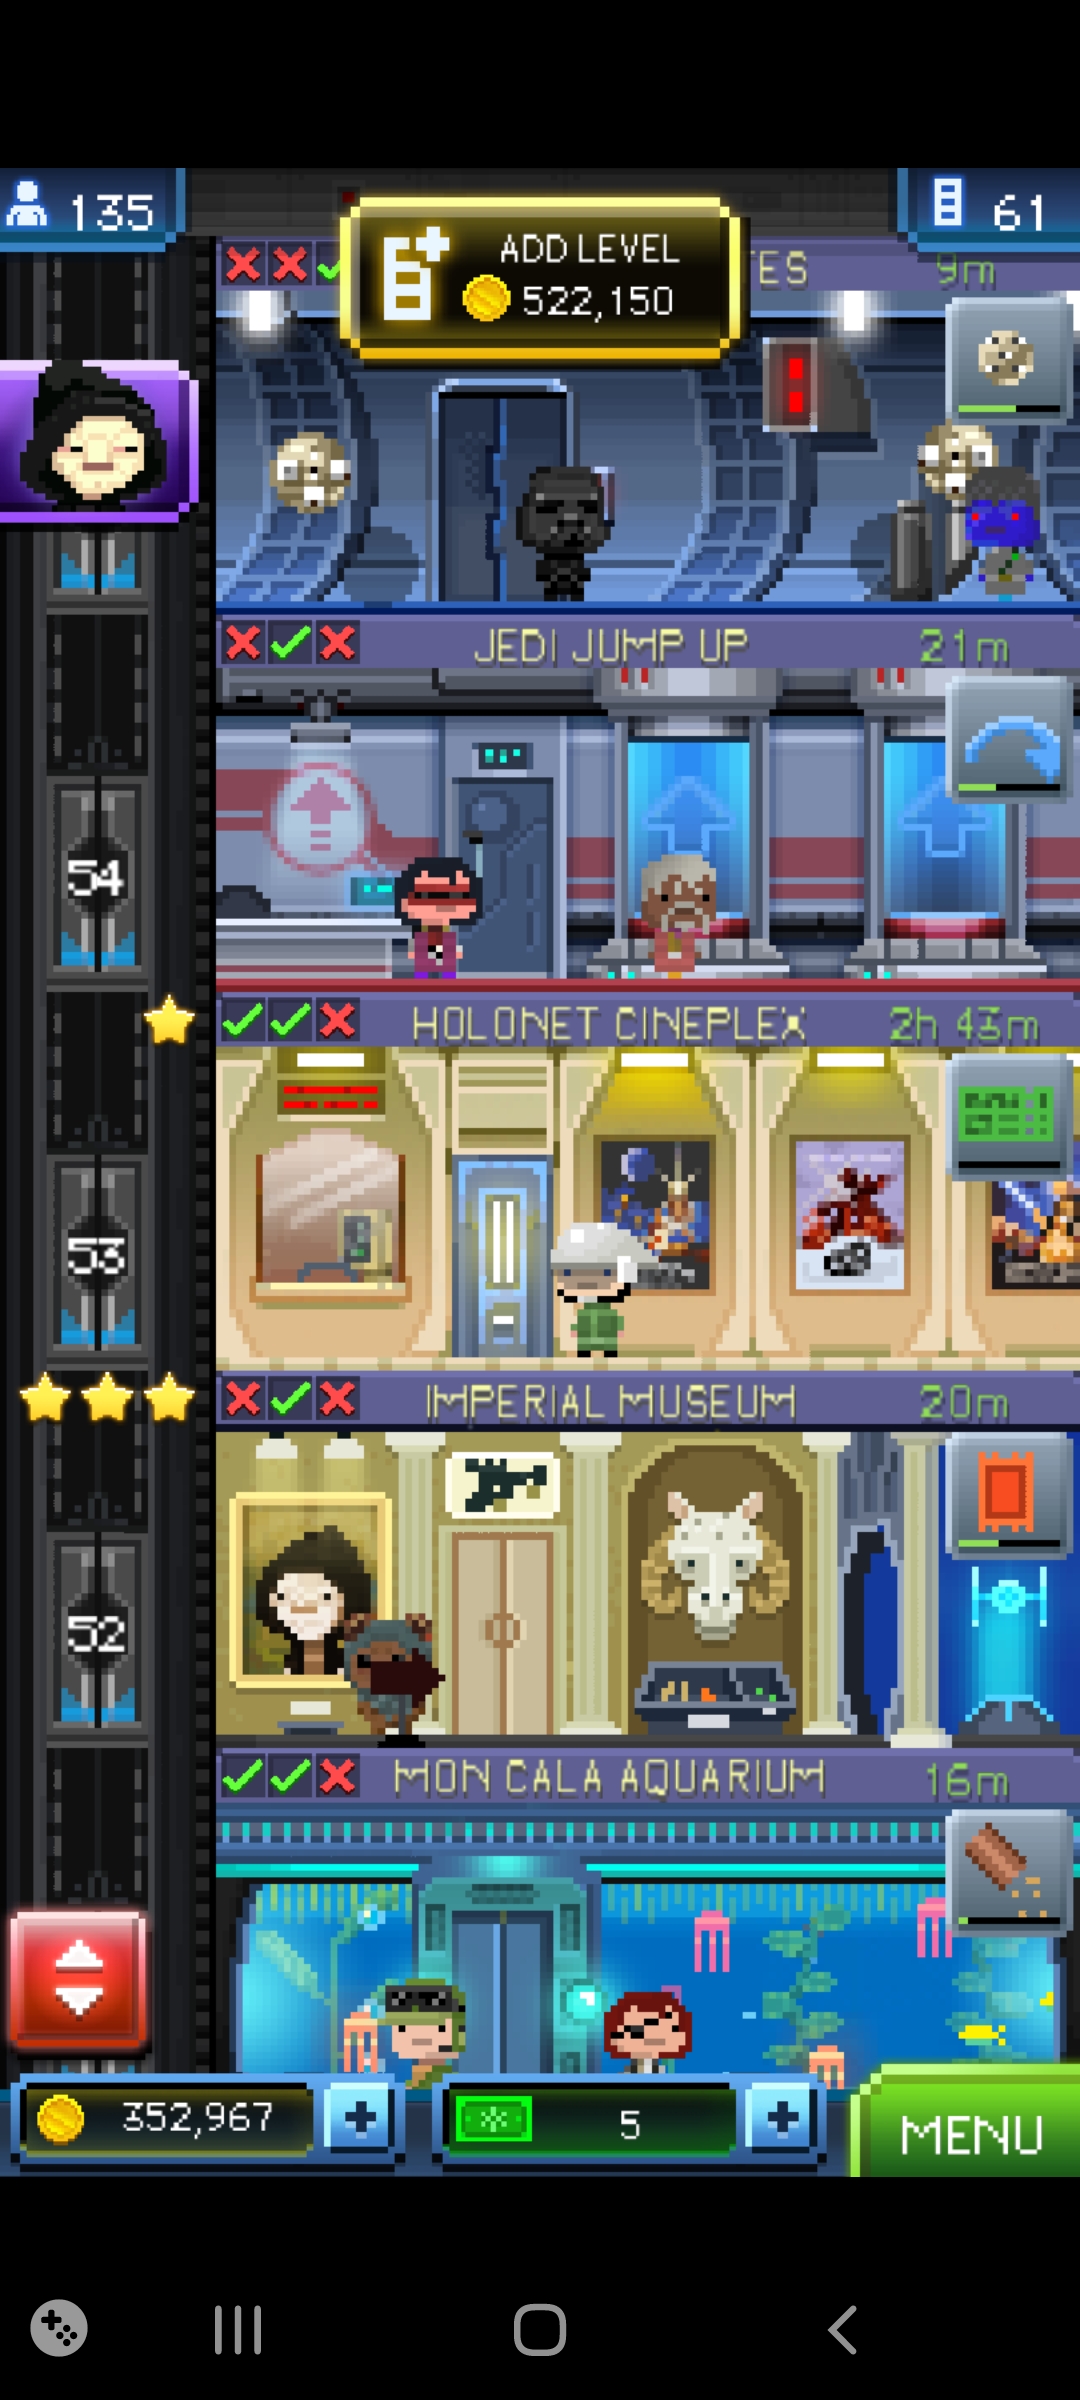 135
61
ADD LEVEL
522,150
9m
JEDI JUMP UP 21m
54
HOLONET CINEPLEX 2h 43m
53
IMPERIAL MUSEUM 20m
52
MON CALA AQUARIUM 16m
352,967 + 5 +
MENU